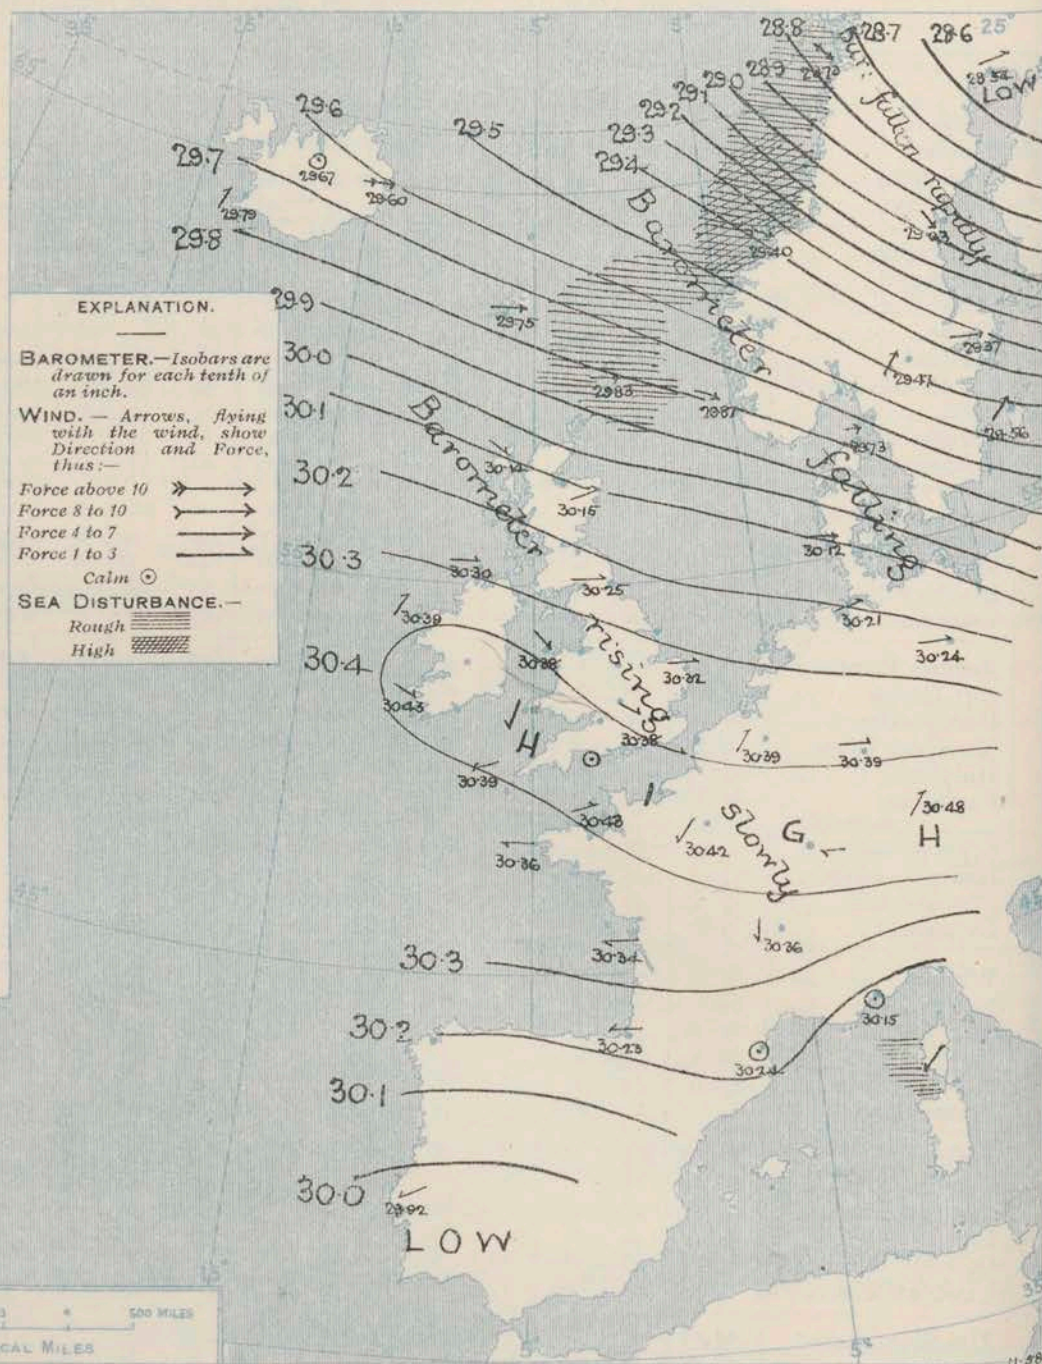 28.8
28.7
28.6
25°
28.9
29.0
29.1
29.2
29.3
29.4
29.5
29.6
29.7
29.8
29.9
30.0
30.1
30.2
30.3
30.4
LOW
Bar: fallen rapidly
29.67
29.60
29.79
29.40
29.75
29.83
29.87
29.37
29.47
29.56
29.73
Barometer falling
EXPLANATION.
BAROMETER.—Isobars are
drawn for each tenth of
an inch.
WIND. — Arrows, flying
with the wind, show
Direction and Force,
thus:—
Force above 10
Force 8 to 10
Force 4 to 7
Force 1 to 3
Calm
SEA DISTURBANCE.—
Rough
High
Barometer rising slowly
30.14
30.15
30.12
30.30
30.25
30.21
30.39
30.24
30.38
30.32
30.43
30.38
30.39
30.39
30.39
H
30.43
30.48
H
30.42
G.
30.36
30.36
30.34
30.3
30.2
30.23
30.24
30.15
30.1
30.0
29.92
LOW
15°
5°
5°
35
500 MILES
CAL MILES